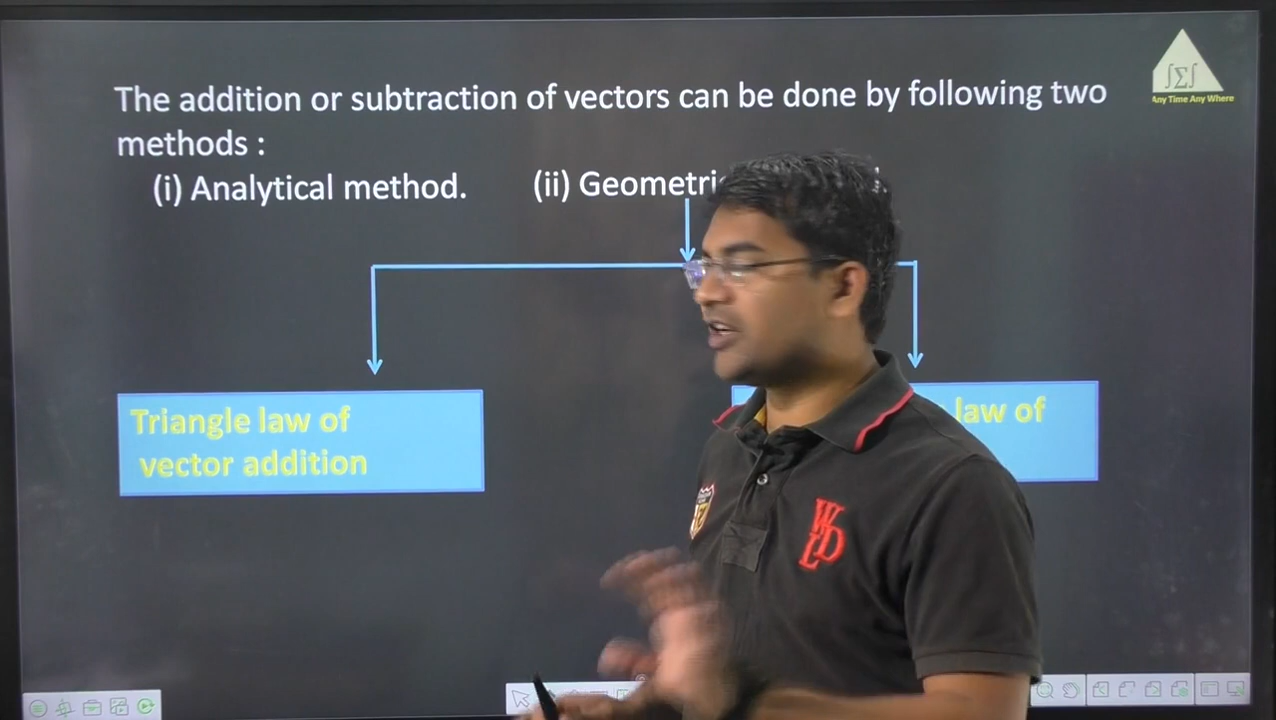 The addition or subtraction of vectors can be done by following two
methods :
(i) Analytical method. (ii)
Triangle law of
vector addition
law of
∫∑∫
Any Time Any Where
WLD